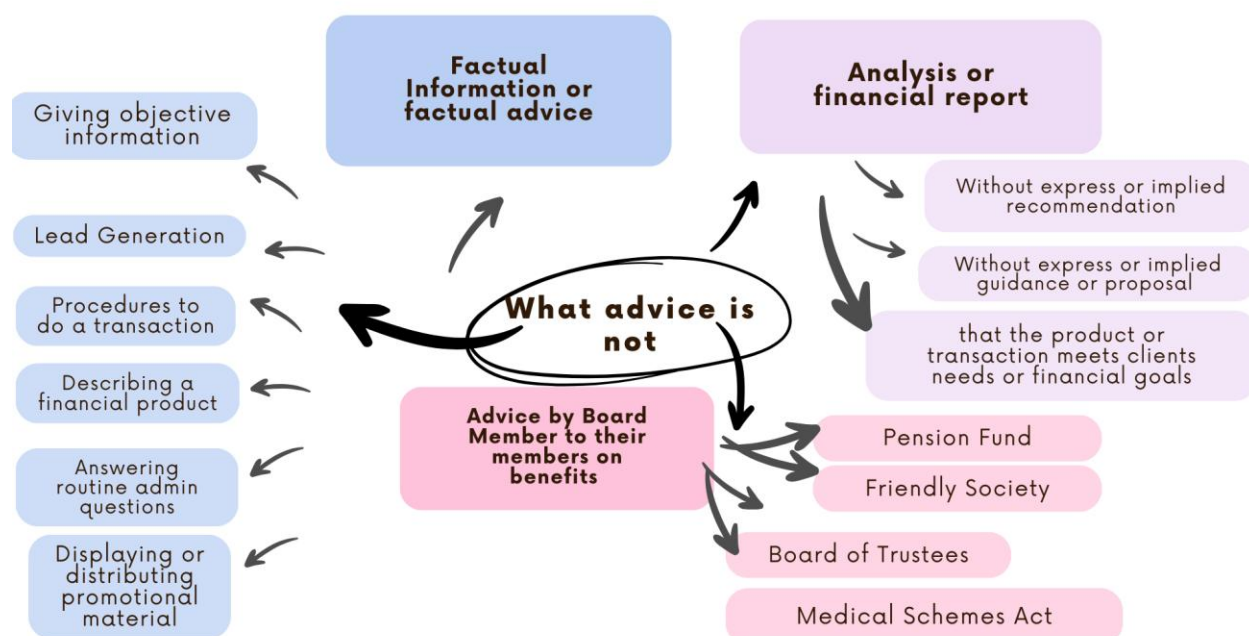 Factual
Information or
factual advice
Analysis or
financial report
Giving objective
information
Lead Generation
Procedures to
do a transaction
Describing a
financial product
Answering
routine admin
questions
Displaying or
distributing
promotional
material
What advice is
not
Without express or implied
recommendation
Without express or implied
guidance or proposal
that the product or
transaction meets clients
needs or financial goals
Advice by Board
Member to their
members on
benefits
Pension Fund
Friendly Society
Board of Trustees
Medical Schemes Act